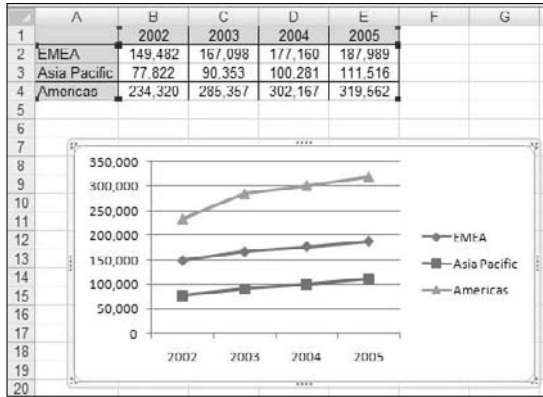 A B C D E F G
1 2002 2003 2004 2005
2 EMEA 149,482 167,098 177,160 187,989
3 Asia Pacific 77,822 90,353 100,281 111,516
4 Americas 234,320 285,357 302,167 319,562
5
6
7
8 350,000
9 300,000
10
11 250,000
12 200,000 EMEA
13 150,000 Asia Pacific
14 100,000 Americas
15
16 50,000
17 0
18 2002 2003 2004 2005
19
20